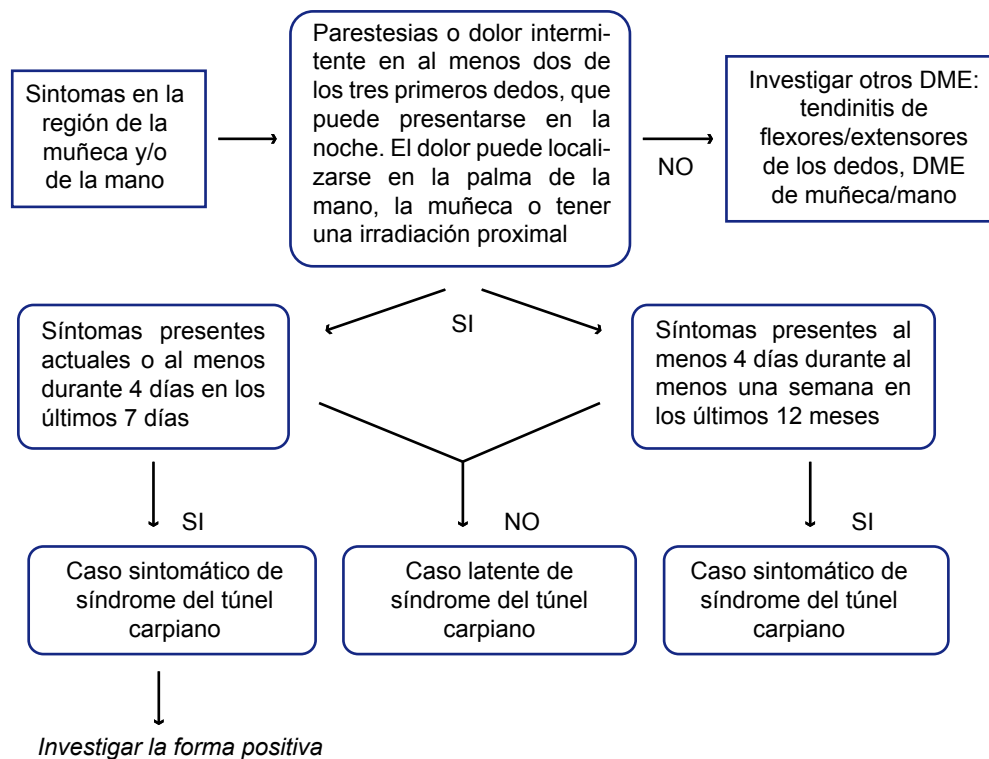 Sintomas en la
región de la
muñeca y/o
de la mano
Parestesias o dolor intermi-
tente en al menos dos de
los tres primeros dedos, que
puede presentarse en la
noche. El dolor puede locali-
zarse en la palma de la
mano, la muñeca o tener
una irradiación proximal
NO
Investigar otros DME:
tendinitis de
flexores/extensores
de los dedos, DME
de muñeca/mano
SI
Síntomas presentes
actuales o al menos
durante 4 días en los
últimos 7 días
Síntomas presentes al
menos 4 días durante al
menos una semana en
los últimos 12 meses
SI
NO
SI
Caso sintomático de
síndrome del túnel
carpiano
Caso latente de
síndrome del túnel
carpiano
Caso sintomático de
síndrome del túnel
carpiano
Investigar la forma positiva